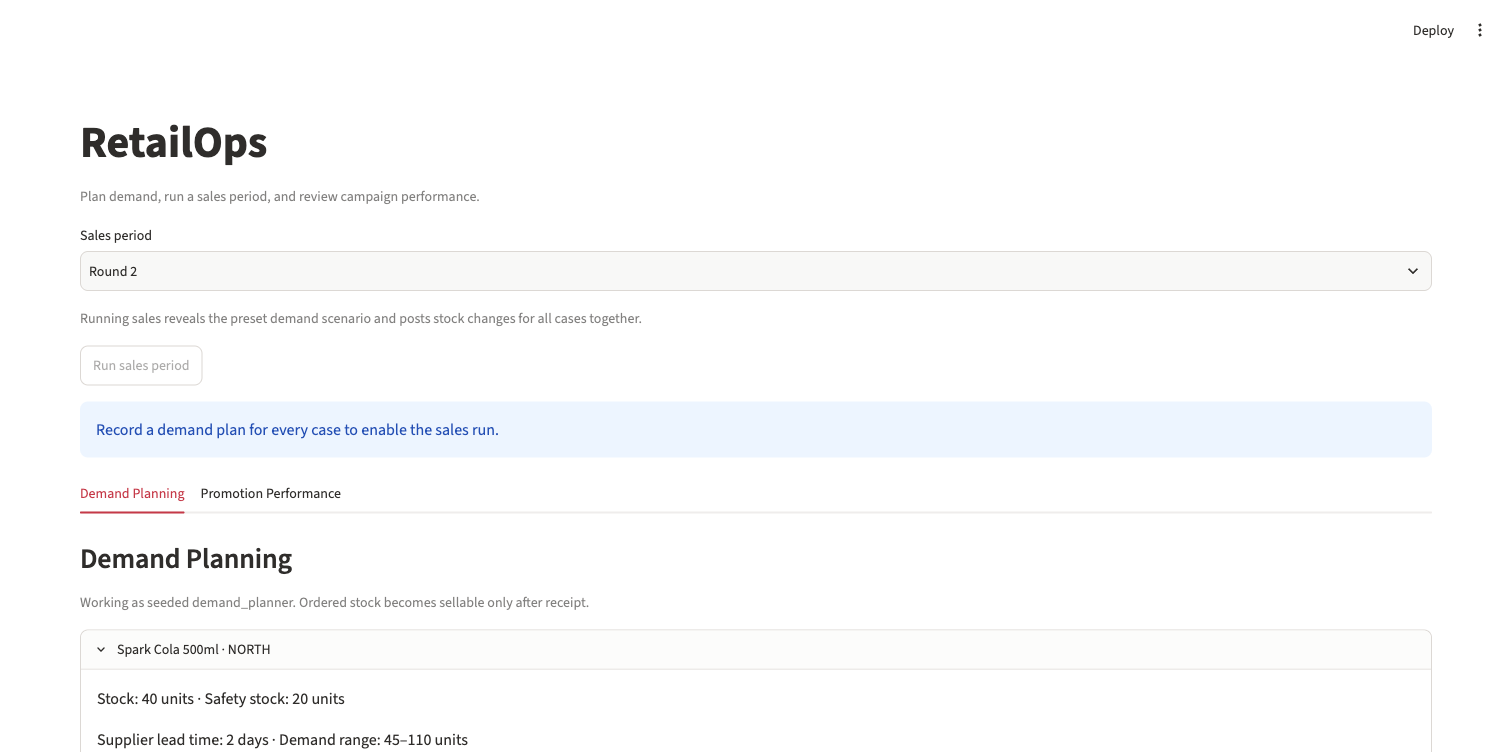 Deploy
RetailOps
Plan demand, run a sales period, and review campaign performance.
Sales period
Round 2
Running sales reveals the preset demand scenario and posts stock changes for all cases together.
Run sales period
Record a demand plan for every case to enable the sales run.
Demand Planning Promotion Performance
Demand Planning
Working as seeded demand_planner. Ordered stock becomes sellable only after receipt.
Spark Cola 500ml · NORTH
Stock: 40 units · Safety stock: 20 units
Supplier lead time: 2 days · Demand range: 45–110 units